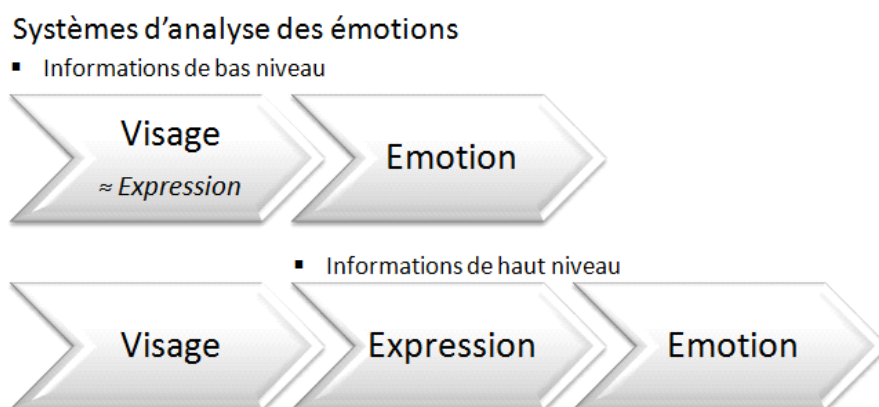 Systèmes d'analyse des émotions
▪ Informations de bas niveau
Visage
≈ Expression
Emotion
▪ Informations de haut niveau
Visage
Expression
Emotion